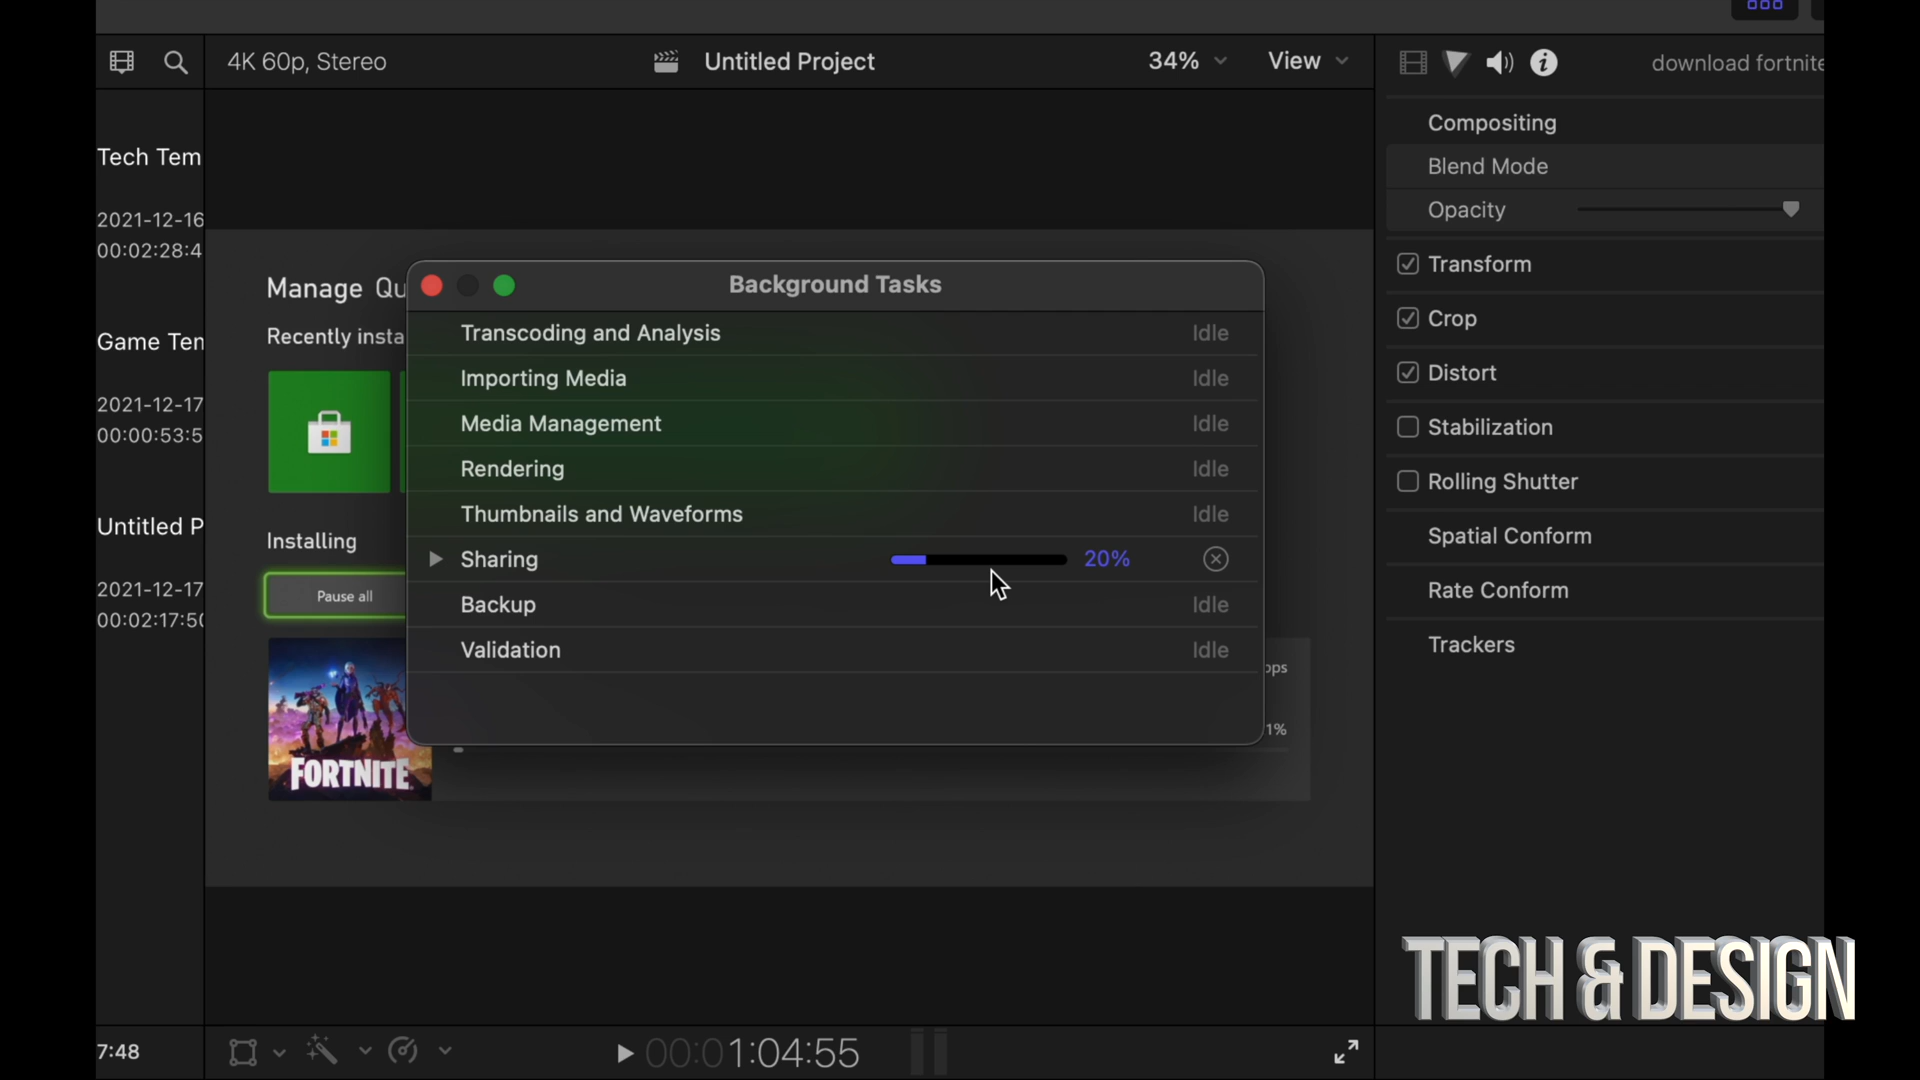 4K 60p, Stereo
Untitled Project
34%
View
download fortnite
Tech Tem
2021-12-16
00:02:28:4
Game Ten
2021-12-17
00:00:53:5
Untitled P
2021-12-17
00:02:17:50
Manage Qu
Recently insta
Installing
Pause all
FORTNITE
Background Tasks
Transcoding and Analysis Idle
Importing Media Idle
Media Management Idle
Rendering Idle
Thumbnails and Waveforms Idle
Sharing 20%
Backup Idle
Validation Idle
ops
1%
Compositing
Blend Mode
Opacity
Transform
Crop
Distort
Stabilization
Rolling Shutter
Spatial Conform
Rate Conform
Trackers
TECH & DESIGN
7:48
00:01:04:55